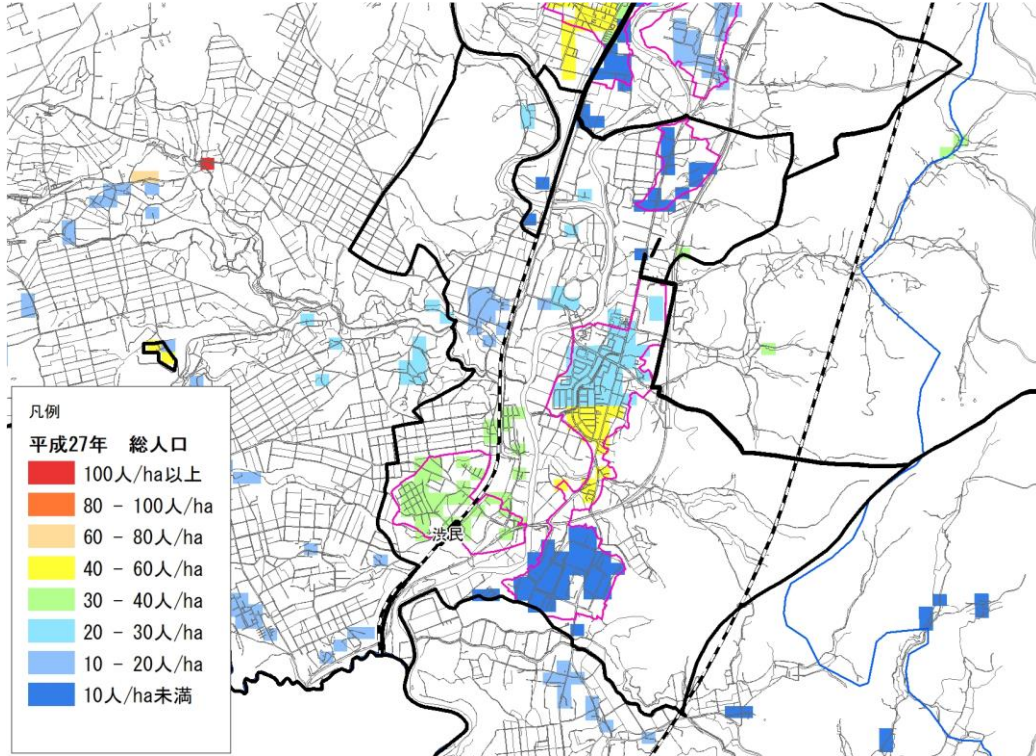 渋民
凡例
平成27年 総人口
100人/ha以上
80 - 100人/ha
60 - 80人/ha
40 - 60人/ha
30 - 40人/ha
20 - 30人/ha
10 - 20人/ha
10人/ha未満